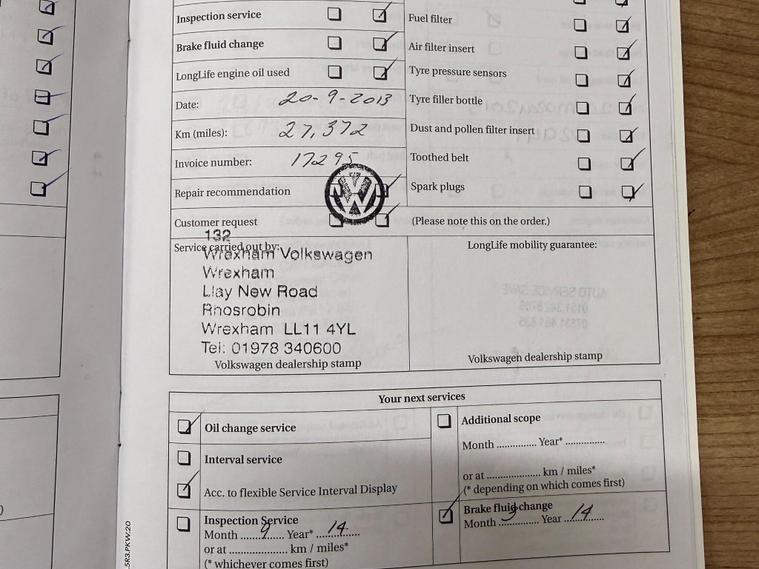 Inspection service
Brake fluid change
LongLife engine oil used
Date: 20-9-2013
Km (miles): 27,372
Invoice number: 17295
Repair recommendation
Customer request
Fuel filter
Air filter insert
Tyre pressure sensors
Tyre filler bottle
Dust and pollen filter insert
Toothed belt
Spark plugs
(Please note this on the order.)
Service carried out by:
132
Wrexham Volkswagen
Wrexham
Llay New Road
Rhosrobin
Wrexham LL11 4YL
Tel: 01978 340600
Volkswagen dealership stamp
LongLife mobility guarantee:
Volkswagen dealership stamp
Your next services
Oil change service
Interval service
Acc. to flexible Service Interval Display
Inspection Service
Month 9 Year* 14
or at .................... km / miles*
(* whichever comes first)
Additional scope
Month ............. Year* .............
or at .................... km / miles*
(* depending on which comes first)
Brake fluid change
Month 9 Year 14
5R3.PKW.20